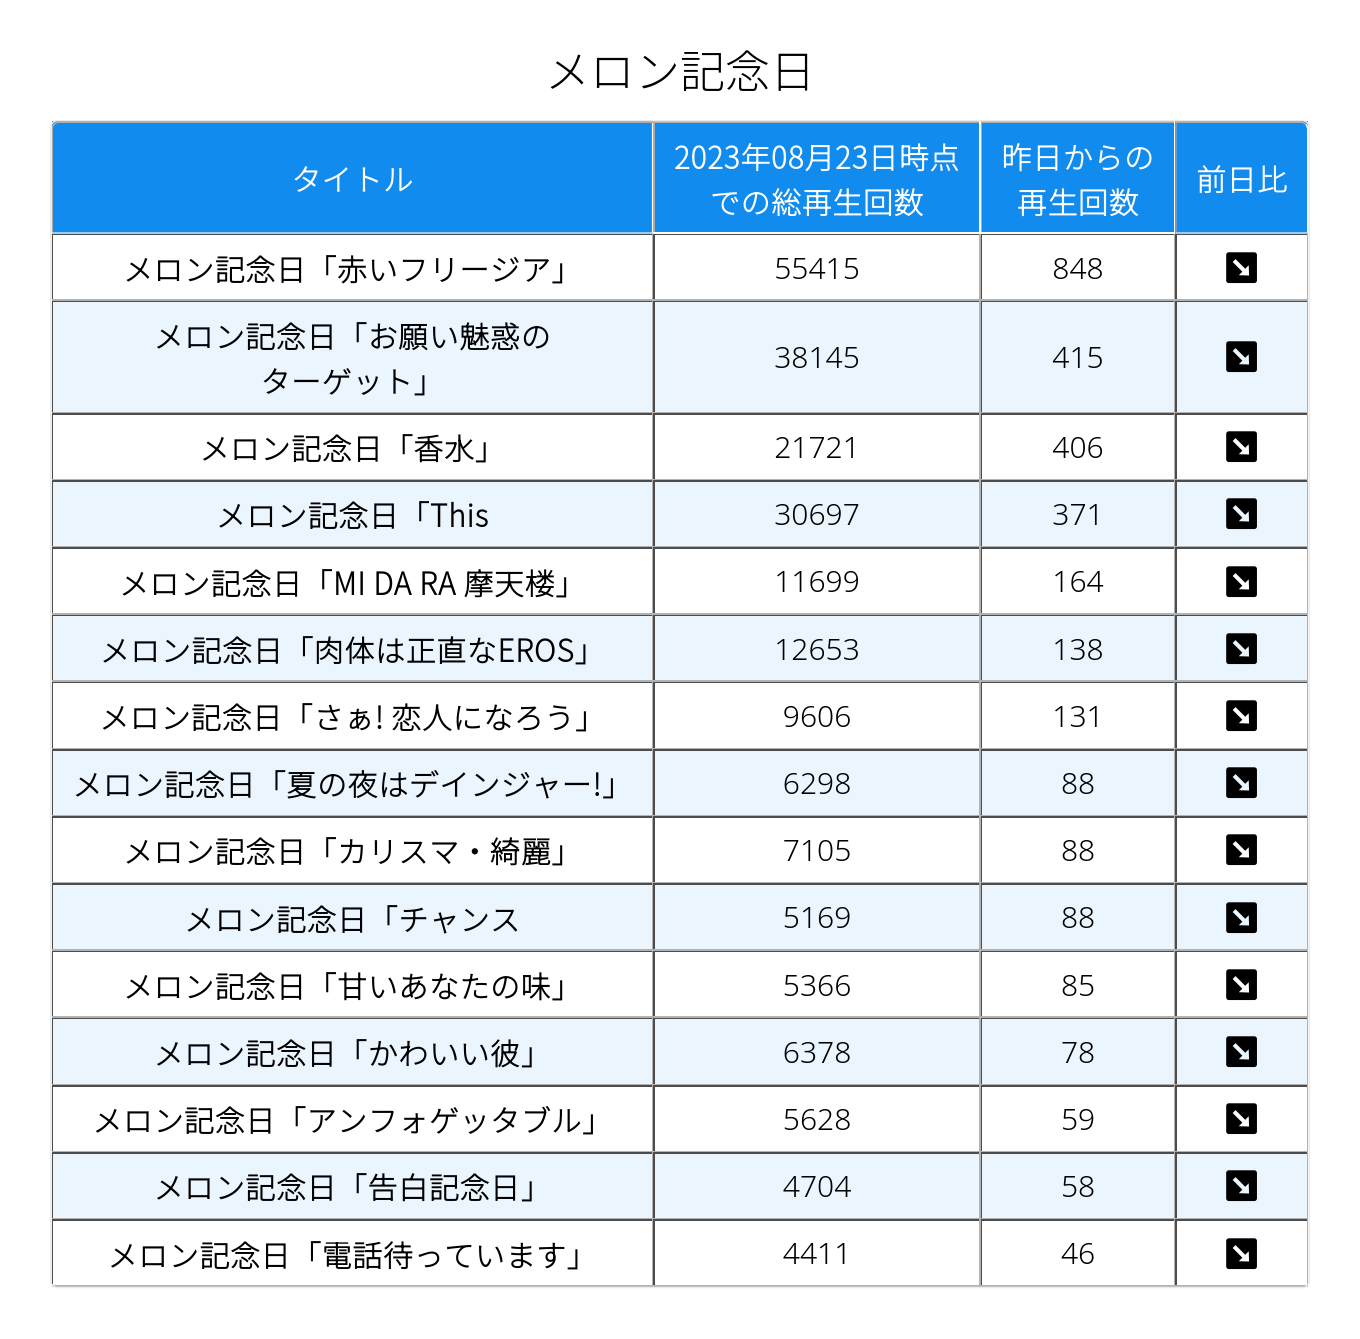 メロン記念日
タイトル
2023年08月23日時点
での総再生回数
昨日からの
再生回数
前日比
メロン記念日「赤いフリージア」 55415 848
メロン記念日「お願い魅惑の
ターゲット」 38145 415
メロン記念日「香水」 21721 406
メロン記念日「This 30697 371
メロン記念日「MI DA RA 摩天楼」 11699 164
メロン記念日「肉体は正直なEROS」 12653 138
メロン記念日「さぁ! 恋人になろう」 9606 131
メロン記念日「夏の夜はデインジャー!」 6298 88
メロン記念日「カリスマ・綺麗」 7105 88
メロン記念日「チャンス 5169 88
メロン記念日「甘いあなたの味」 5366 85
メロン記念日「かわいい彼」 6378 78
メロン記念日「アンフォゲッタブル」 5628 59
メロン記念日「告白記念日」 4704 58
メロン記念日「電話待っています」 4411 46